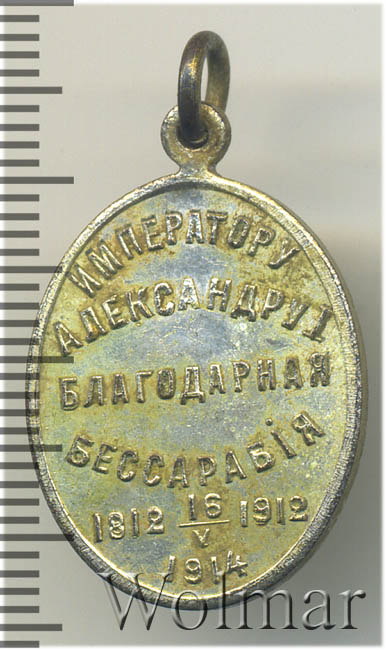 ИМПЕРАТОРУ
АЛЕКСАНДРУ I
БЛАГОДАРНАЯ
БЕССАРАБІЯ
1812 16/V 1912
1914
Wolmar